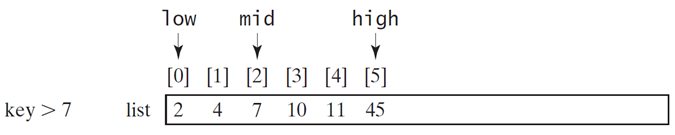 low mid high
[0] [1] [2] [3] [4] [5]
key > 7 list 2 4 7 10 11 45